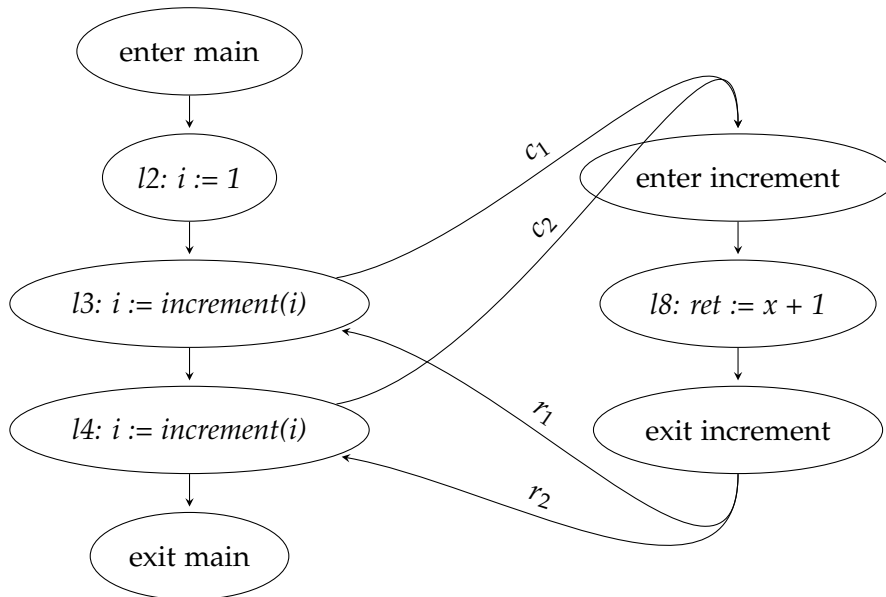 enter main
l2: i := 1
l3: i := increment(i)
l4: i := increment(i)
exit main
c1
c2
r1
r2
enter increment
l8: ret := x + 1
exit increment